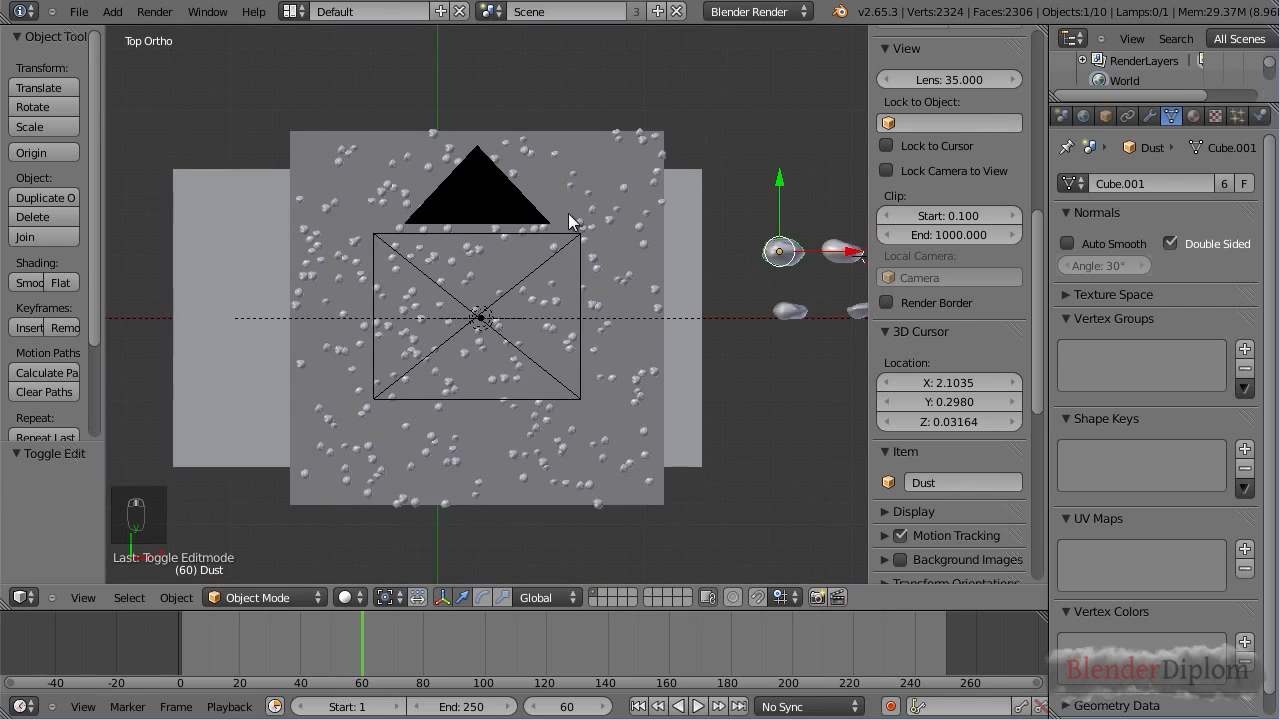 File Add Render Window Help Default Scene 3 Blender Render v2.65.3 | Verts:2324 | Faces:2306 | Objects:1/10 | Lamps:0/1 | Mem:29.37M (8.9
Object Tool
Transform:
Translate
Rotate
Scale
Origin
Object:
Duplicate O
Delete
Join
Shading:
Smoo Flat
Keyframes:
Insert Remo
Motion Paths
Calculate Pa
Clear Paths
Repeat:
Repeat Last
Toggle Edit
Top Ortho
y
Last: Toggle Editmode
(60) Dust
View
Lens: 35.000
Lock to Object:
Lock to Cursor
Lock Camera to View
Clip:
Start: 0.100
End: 1000.000
Local Camera:
Camera
Render Border
3D Cursor
Location:
X: 2.1035
Y: 0.2980
Z: 0.03164
Item
Dust
Display
Motion Tracking
Background Images
Transform Orientations
View Search All Scenes
RenderLayers |
World
Dust Cube.001
Cube.001 6 F
Normals
Auto Smooth Double Sided
Angle: 30°
Texture Space
Vertex Groups
Shape Keys
UV Maps
Vertex Colors
BlenderDiplom
Geometry Data
View Select Object Object Mode Global
-40 -20 0 20 40 60 80 100 120 140 160 180 200 220 240 260
View Marker Frame Playback Start: 1 End: 250 60 No Sync